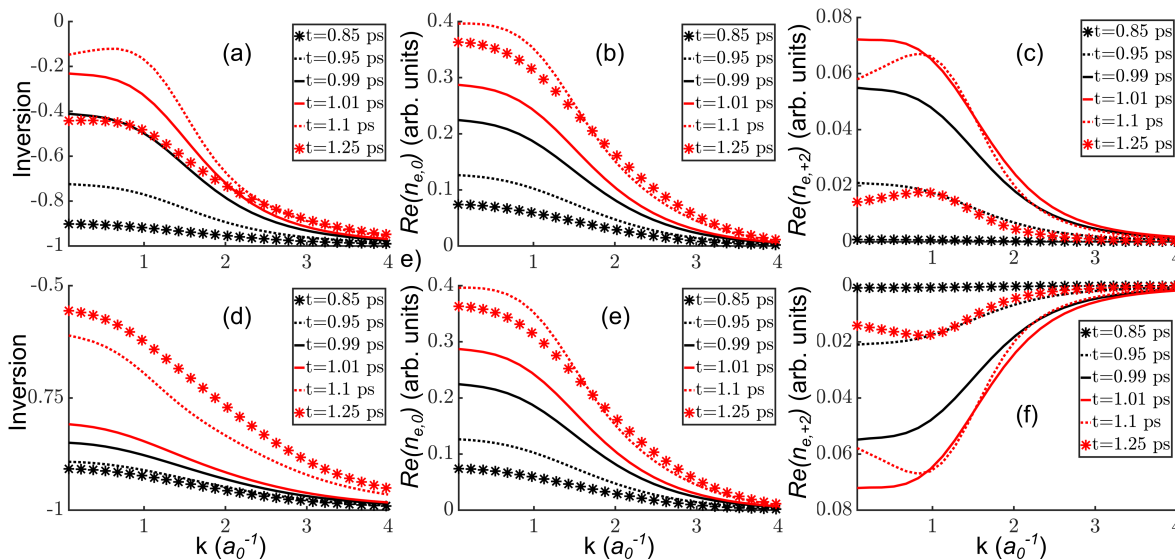 0
-0.2
-0.4
-0.6
-0.8
-1
Inversion
(a)
t=0.85 ps
t=0.95 ps
t=0.99 ps
t=1.01 ps
t=1.1 ps
t=1.25 ps
1 2 3 4
0.4
0.3
0.2
0.1
0
Re(n_{e,0}) (arb. units)
(b)
t=0.85 ps
t=0.95 ps
t=0.99 ps
t=1.01 ps
t=1.1 ps
t=1.25 ps
1 2 3 4
0.08
0.06
0.04
0.02
0
Re(n_{e,+2}) (arb. units)
(c)
t=0.85 ps
t=0.95 ps
t=0.99 ps
t=1.01 ps
t=1.1 ps
t=1.25 ps
1 2 3 4
e)
-0.5
0.75
-1
Inversion
(d)
t=0.85 ps
t=0.95 ps
t=0.99 ps
t=1.01 ps
t=1.1 ps
t=1.25 ps
1 2 3 4
k (a_0^{-1})
0.4
0.3
0.2
0.1
0
Re(n_{e,0}) (arb. units)
(e)
t=0.85 ps
t=0.95 ps
t=0.99 ps
t=1.01 ps
t=1.1 ps
t=1.25 ps
1 2 3 4
k (a_0^{-1})
0
0.02
0.04
0.06
0.08
Re(n_{e,+2}) (arb. units)
(f)
t=0.85 ps
t=0.95 ps
t=0.99 ps
t=1.01 ps
t=1.1 ps
t=1.25 ps
1 2 3 4
k (a_0^{-1})